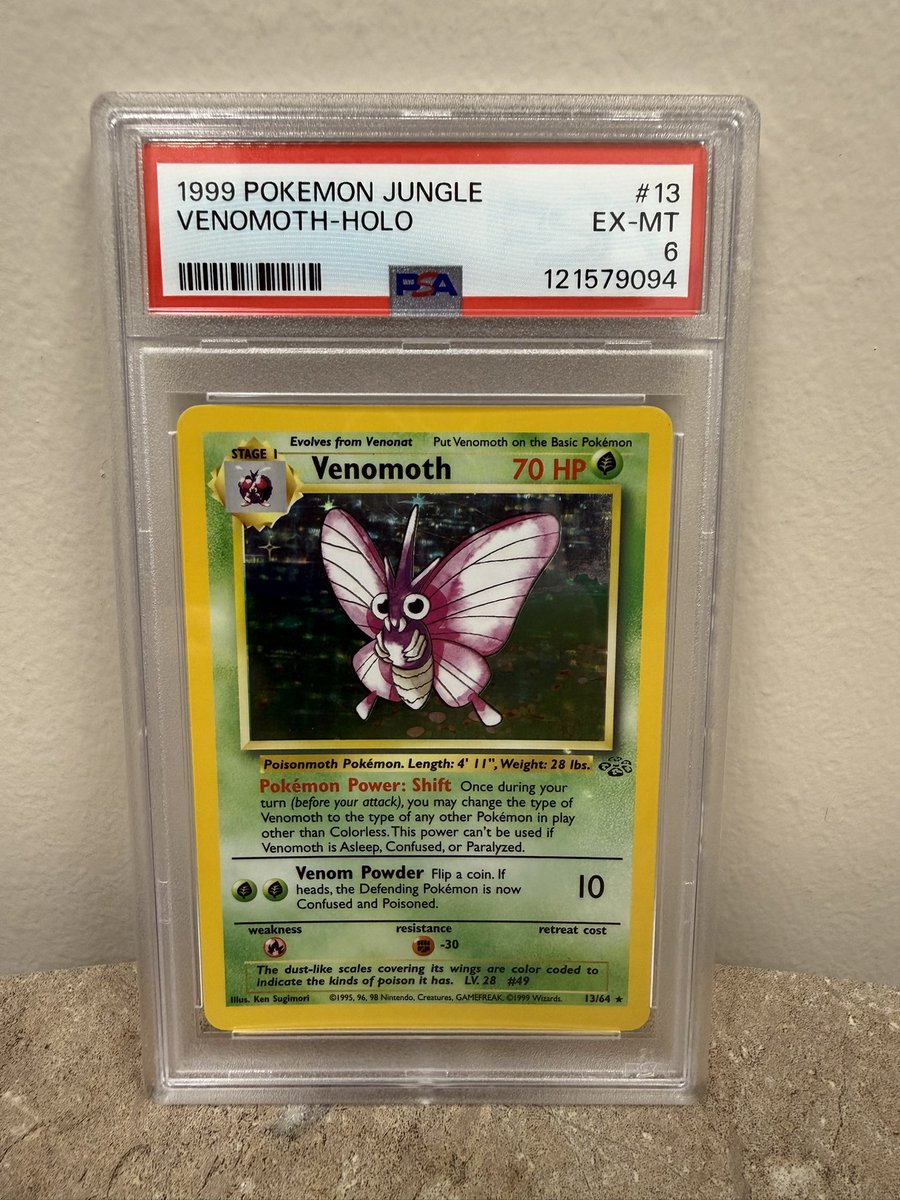 1999 POKEMON JUNGLE #13
VENOMOTH-HOLO EX-MT
6
PSA 121579094
Evolves from Venonat Put Venomoth on the Basic Pokémon
STAGE 1
Venomoth 70 HP
Poisonmoth Pokémon. Length: 4' 11", Weight: 28 lbs.
Pokémon Power: Shift Once during your
turn (before your attack), you may change the type of
Venomoth to the type of any other Pokémon in play
other than Colorless. This power can't be used if
Venomoth is Asleep, Confused, or Paralyzed.
Venom Powder Flip a coin. If
heads, the Defending Pokémon is now
Confused and Poisoned.
10
weakness resistance retreat cost
-30
The dust-like scales covering its wings are color coded to
indicate the kinds of poison it has. LV. 28 #49
Illus. Ken Sugimori ©1995, 96, 98 Nintendo, Creatures, GAMEFREAK. ©1999 Wizards. 13/64 ★